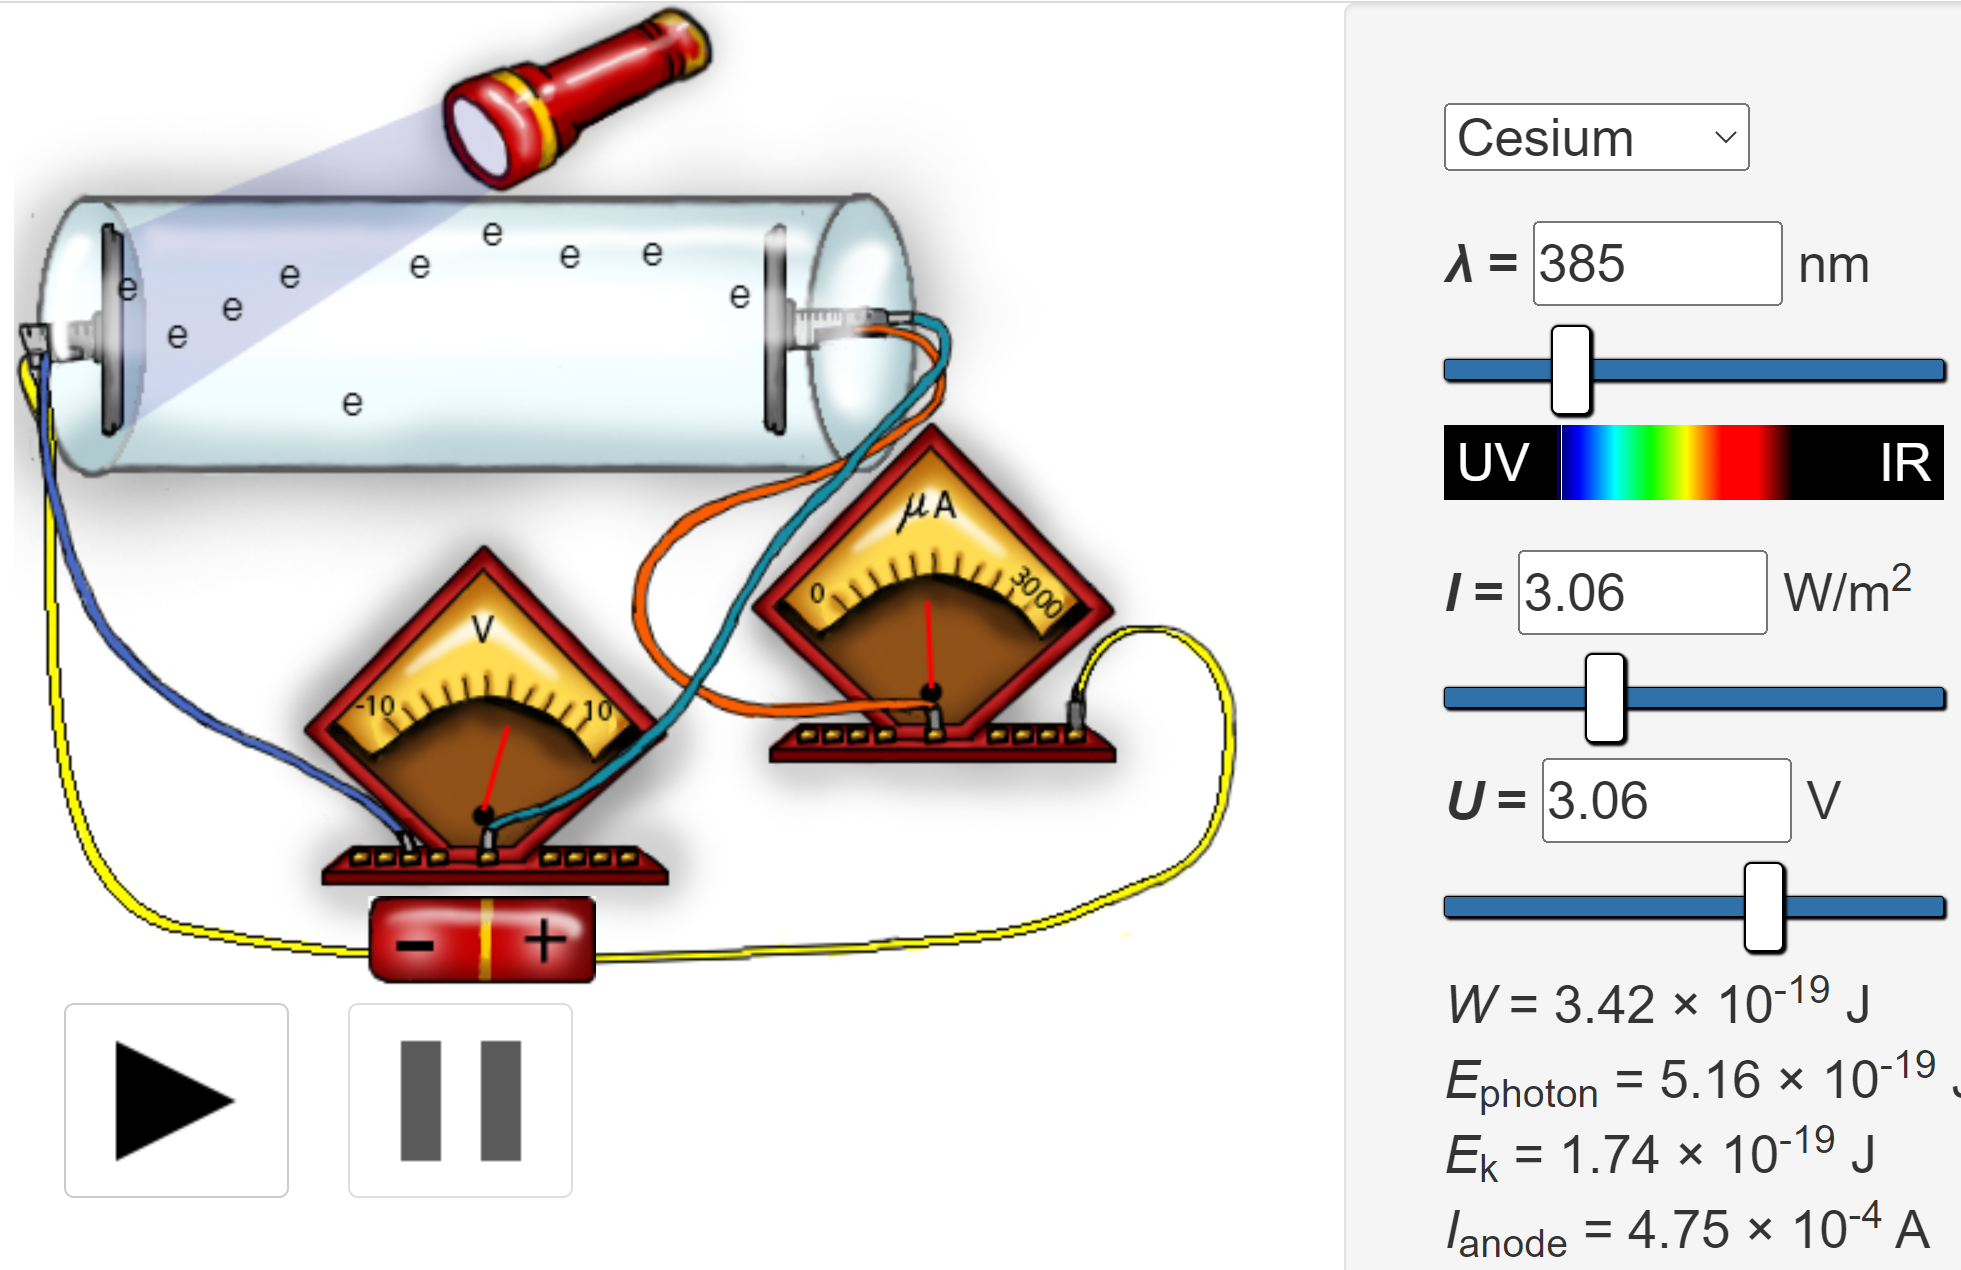 Cesium
λ = 385 nm
UV IR
I = 3.06 W/m²
U = 3.06 V
W = 3.42 × 10⁻¹⁹ J
Ephoton = 5.16 × 10⁻¹⁹
Ek = 1.74 × 10⁻¹⁹ J
Ianode = 4.75 × 10⁻⁴ A
e
e
e
e
e
e
e
e
e
e
μA
0 3000
V
-10 10
- +